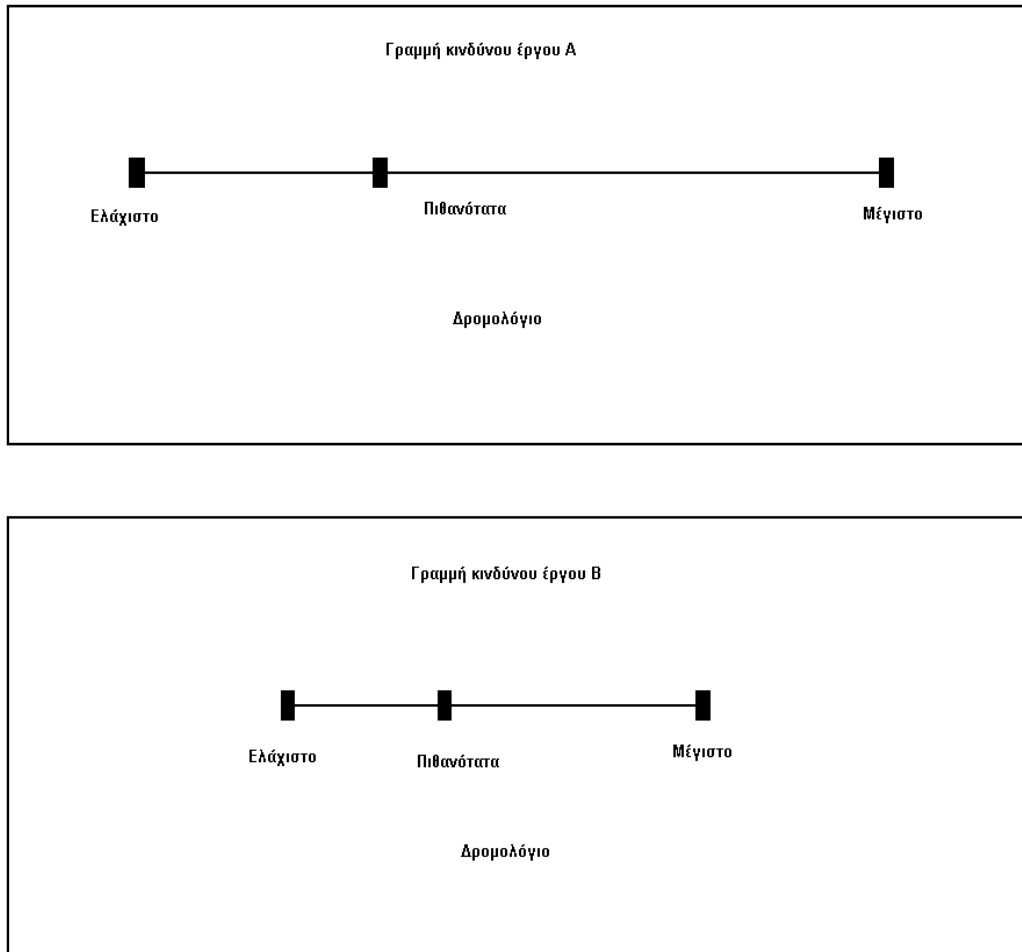 Γραμμή κινδύνου έργου Α
Ελάχιστο
Πιθανότατα
Μέγιστο
Δρομολόγιο
Γραμμή κινδύνου έργου Β
Ελάχιστο
Πιθανότατα
Μέγιστο
Δρομολόγιο